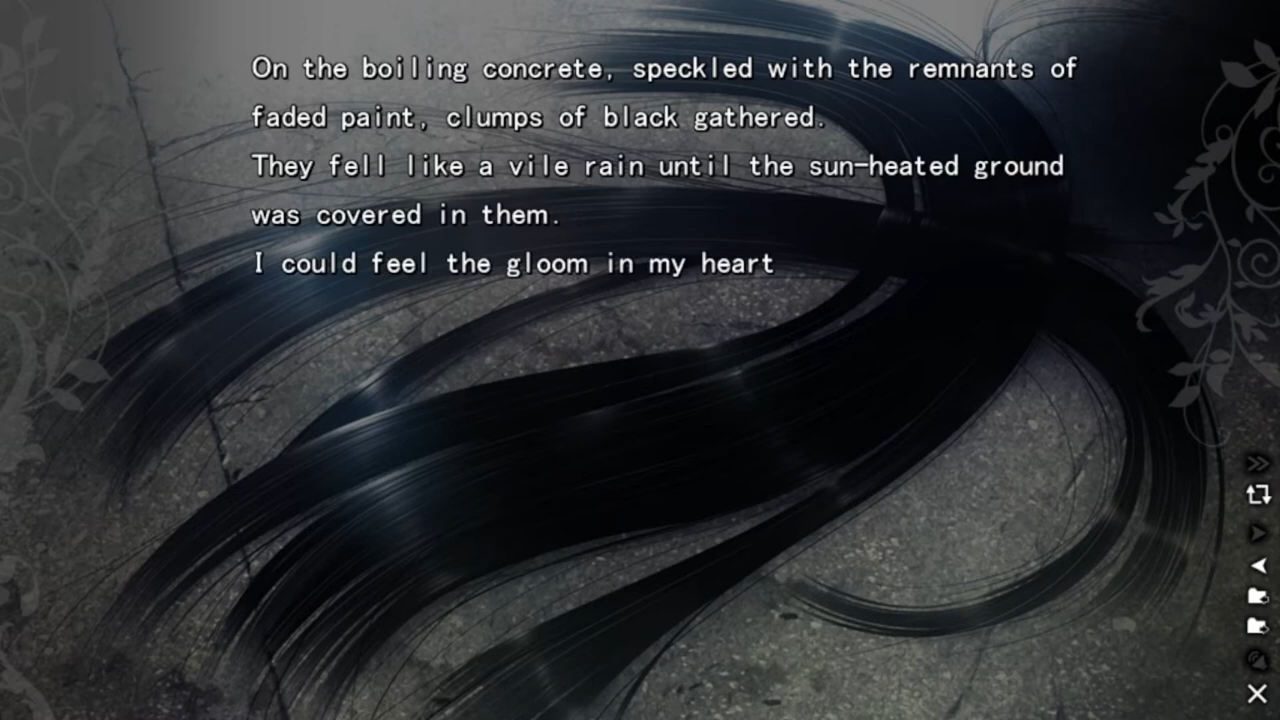 On the boiling concrete, speckled with the remnants of
faded paint, clumps of black gathered.
They fell like a vile rain until the sun-heated ground
was covered in them.
I could feel the gloom in my heart